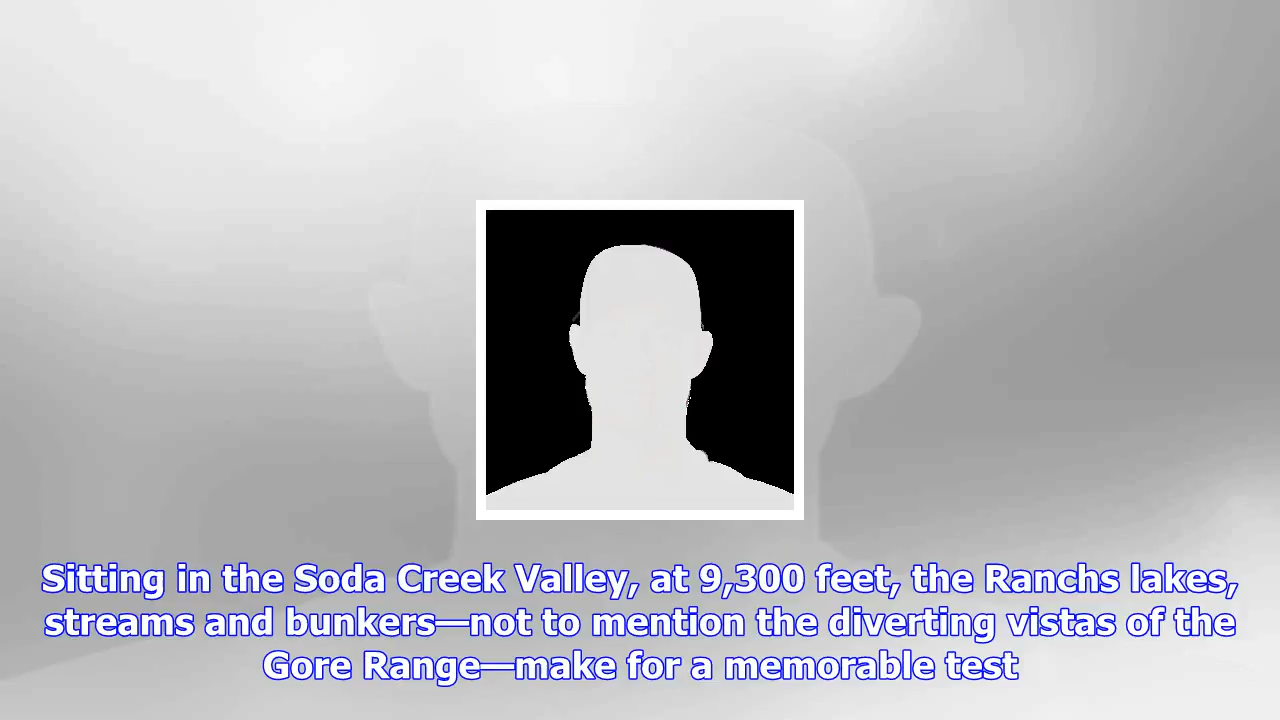 Sitting in the Soda Creek Valley, at 9,300 feet, the Ranchs lakes,
streams and bunkers—not to mention the diverting vistas of the
Gore Range—make for a memorable test